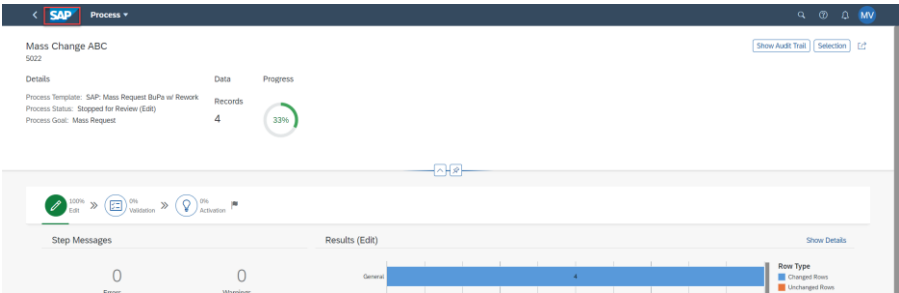 SAP Process
MV
Mass Change ABC
5022
Show Audit Trail Selection
Details Data Progress
Process Template: SAP: Mass Request BuPa w/ Rework
Process Status: Stopped for Review (Edit)
Process Goal: Mass Request
Records
4
33%
100%
Edit
0%
Validation
0%
Activation
Step Messages
Results (Edit)
Show Details
0
Errors
0
Warnings
General
4
Row Type
Changed Rows
Unchanged Rows